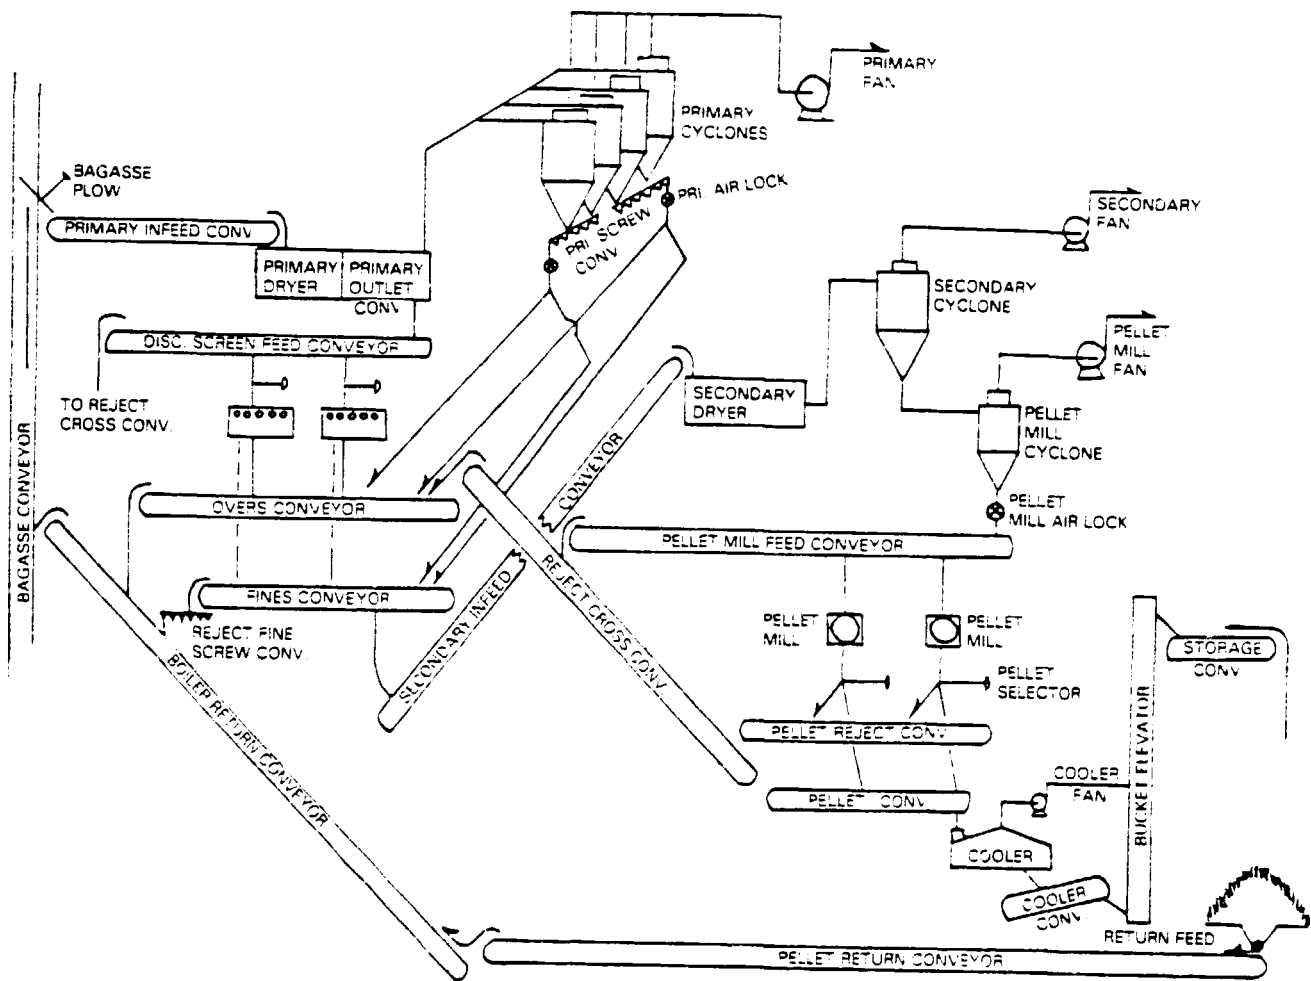 PRIMARY
FAN
PRIMARY
CYCLONES
BAGASSE
PLOW
PRI. AIR LOCK
PRIMARY INFEED CONV.
PRI. SCREW
CONV.
SECONDARY
FAN
PRIMARY
DRYER
PRIMARY
OUTLET
CONV.
SECONDARY
CYCLONE
DISC. SCREEN FEED CONVEYOR
PELLET
MILL
FAN
SECONDARY
DRYER
TO REJECT
CROSS CONV.
PELLET
MILL
CYCLONE
BAGASSE CONVEYOR
OVERS CONVEYOR
CONVEYOR
PELLET
MILL AIR LOCK
PELLET MILL FEED CONVEYOR
FINES CONVEYOR
SECONDARY INFEED
REJECT CROSS CONV.
REJECT FINE
SCREW CONV.
PELLET
MILL
PELLET
MILL
STORAGE
CONV.
PELLET
SELECTOR
BOILER RETURN CONVEYOR
PELLET REJECT CONV.
BUCKET ELEVATOR
COOLER
FAN
PELLET CONV.
COOLER
COOLER
CONV.
RETURN FEED
PELLET RETURN CONVEYOR